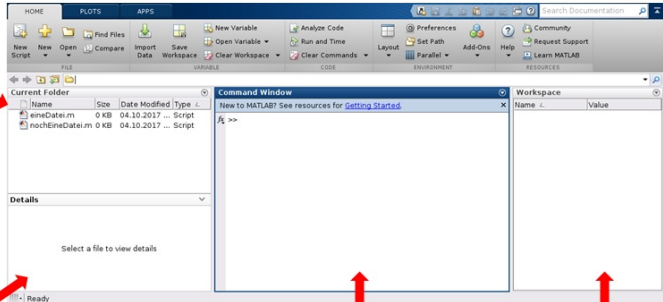 HOME PLOTS APPS
Search Documentation
New Script
New
Open
Find Files
Compare
Import Data
Save Workspace
New Variable
Open Variable
Clear Workspace
Analyze Code
Run and Time
Clear Commands
Layout
Preferences
Set Path
Parallel
Add-Ons
Help
Community
Request Support
Learn MATLAB
FILE VARIABLE CODE ENVIRONMENT RESOURCES
Current Folder
Name Size Date Modified Type
eineDatei.m 0 KB 04.10.2017 ... Script
nochEineDatei.m 0 KB 04.10.2017 ... Script
Details
Select a file to view details
Command Window
New to MATLAB? See resources for Getting Started.
fx >>
Workspace
Name Value
Ready